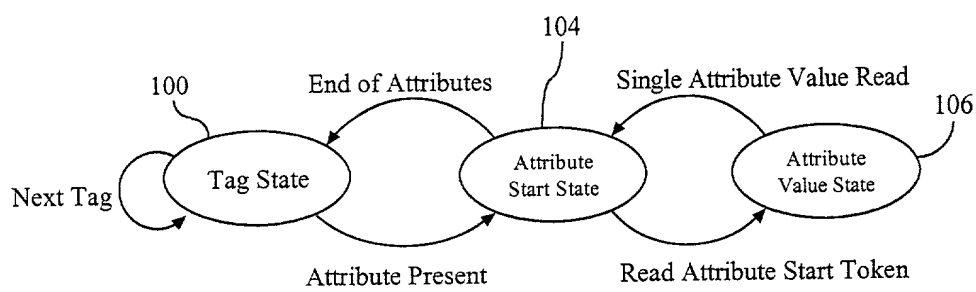 104
100
End of Attributes
Single Attribute Value Read
106
Tag State
Attribute
Start State
Attribute
Value State
Next Tag
Attribute Present
Read Attribute Start Token